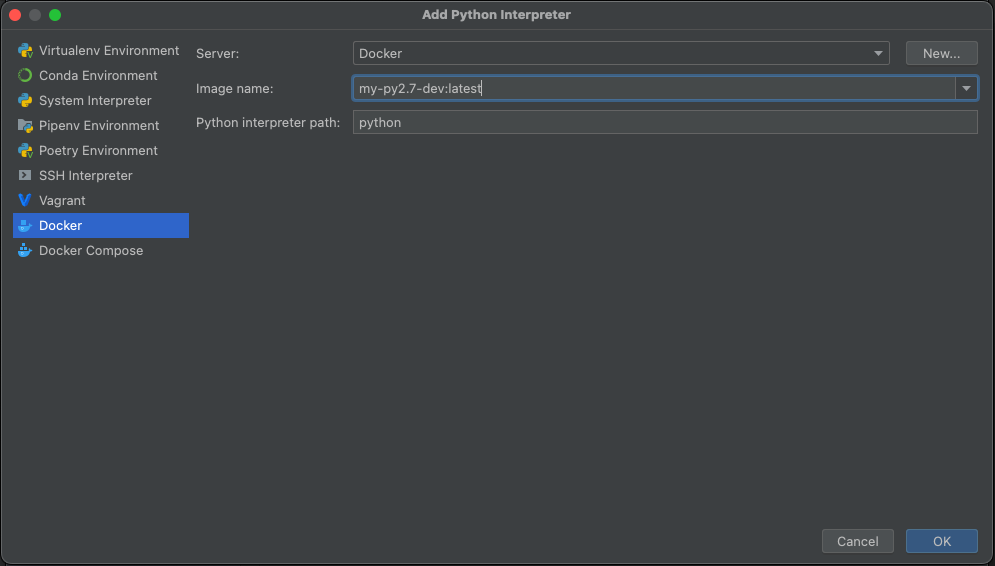 Add Python Interpreter
Virtualenv Environment
Conda Environment
System Interpreter
Pipenv Environment
Poetry Environment
SSH Interpreter
Vagrant
Docker
Docker Compose
Server:
Docker
New...
Image name:
my-py2.7-dev:latest
Python interpreter path:
python
Cancel
OK